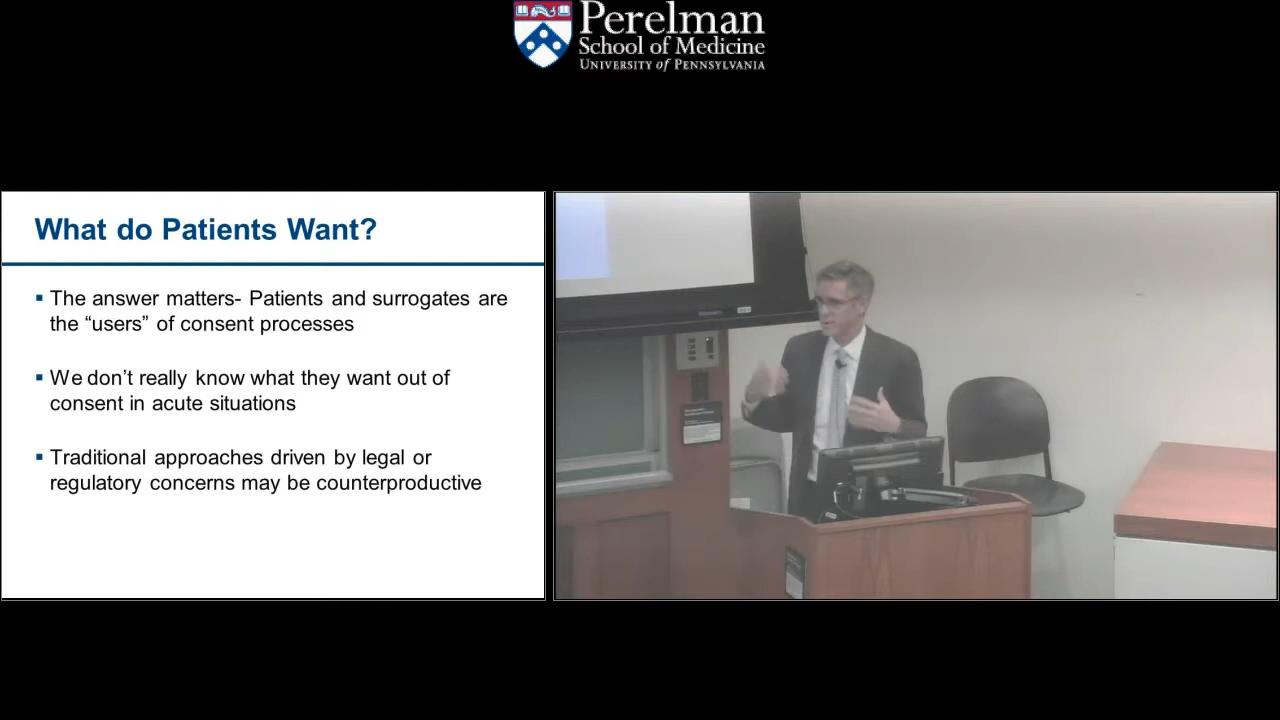 Perelman
School of Medicine
UNIVERSITY of PENNSYLVANIA
What do Patients Want?
▪ The answer matters- Patients and surrogates are
the “users” of consent processes
▪ We don’t really know what they want out of
consent in acute situations
▪ Traditional approaches driven by legal or
regulatory concerns may be counterproductive